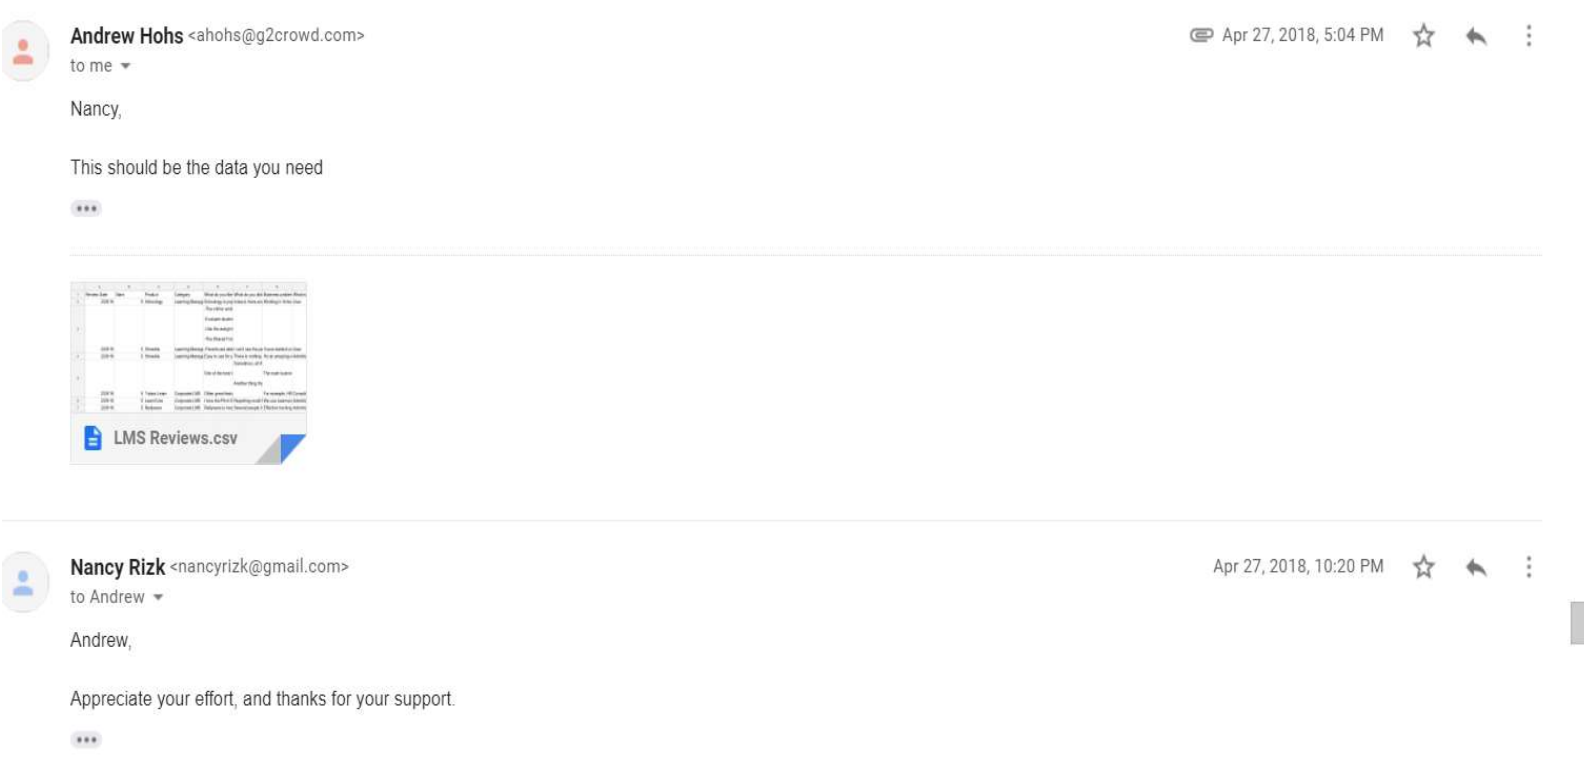 Andrew Hohs <ahohs@g2crowd.com>
Apr 27, 2018, 5:04 PM
to me
Nancy,
This should be the data you need
LMS Reviews.csv
Nancy Rizk <nancyrizk@gmail.com>
Apr 27, 2018, 10:20 PM
to Andrew
Andrew,
Appreciate your effort, and thanks for your support.